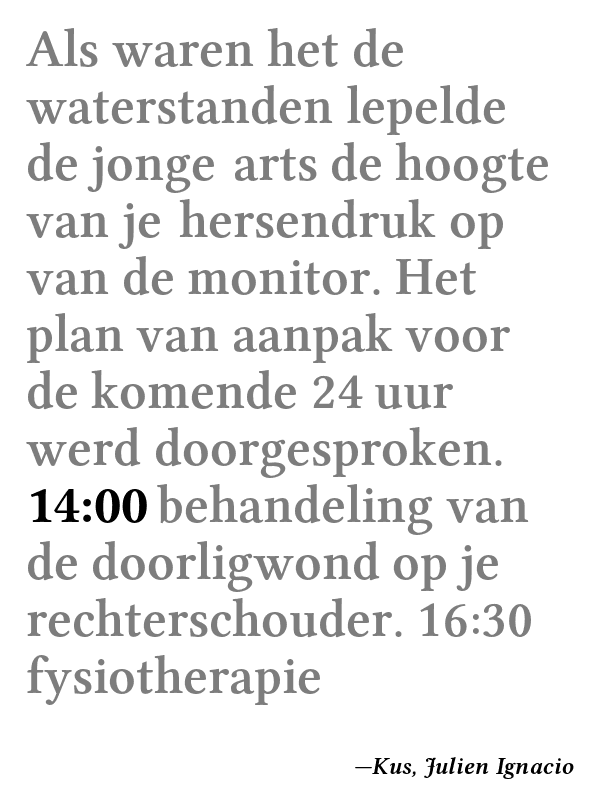 Als waren het de
waterstanden lepelde
de jonge arts de hoogte
van je hersendruk op
van de monitor. Het
plan van aanpak voor
de komende 24 uur
werd doorgesproken.
14:00 behandeling van
de doorligwond op je
rechterschouder. 16:30
fysiotherapie
—Kus, Julien Ignacio